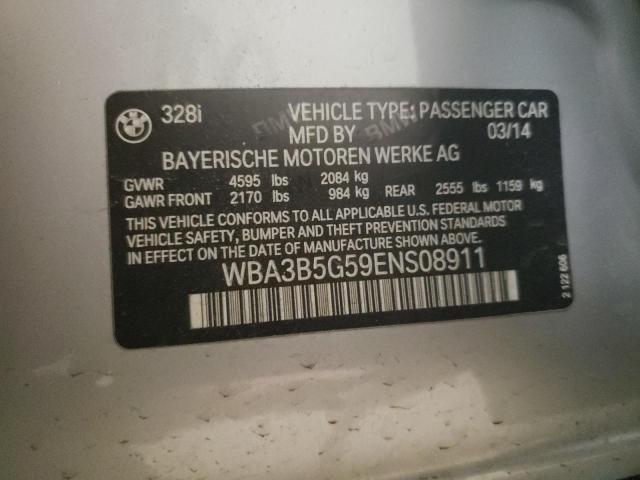 BMW 328i VEHICLE TYPE: PASSENGER CAR
MFD BY 03/14
BAYERISCHE MOTOREN WERKE AG
GVWR 4595 lbs 2084 kg
GAWR FRONT 2170 lbs 984 kg REAR 2555 lbs 1159 kg
THIS VEHICLE CONFORMS TO ALL APPLICABLE U.S. FEDERAL MOTOR
VEHICLE SAFETY, BUMPER AND THEFT PREVENTION STANDARDS
IN EFFECT ON THE DATE OF MANUFACTURE SHOWN ABOVE.
WBA3B5G59ENS08911
2 122 606